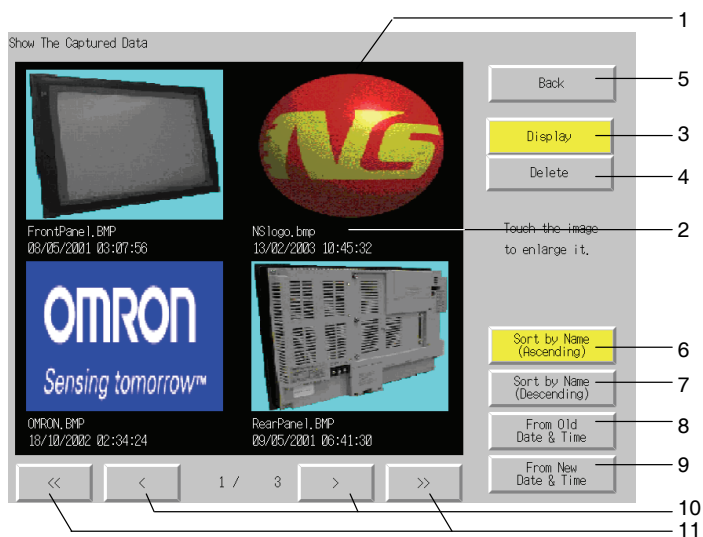 1
Show The Captured Data
Back
5
Display
3
Delete
4
NS
FrontPanel.BMP
08/05/2001 03:07:56
NSlogo.bmp
13/02/2003 10:45:32
2
Touch the image
to enlarge it.
OMRON
Sensing tomorrow™
Sort by Name
(Ascending)
6
Sort by Name
(Descending)
7
OMRON.BMP
18/10/2002 02:34:24
RearPanel.BMP
09/05/2001 06:41:30
From Old
Date & Time
8
From New
Date & Time
9
<<
<
1 / 3
>
>>
10
11